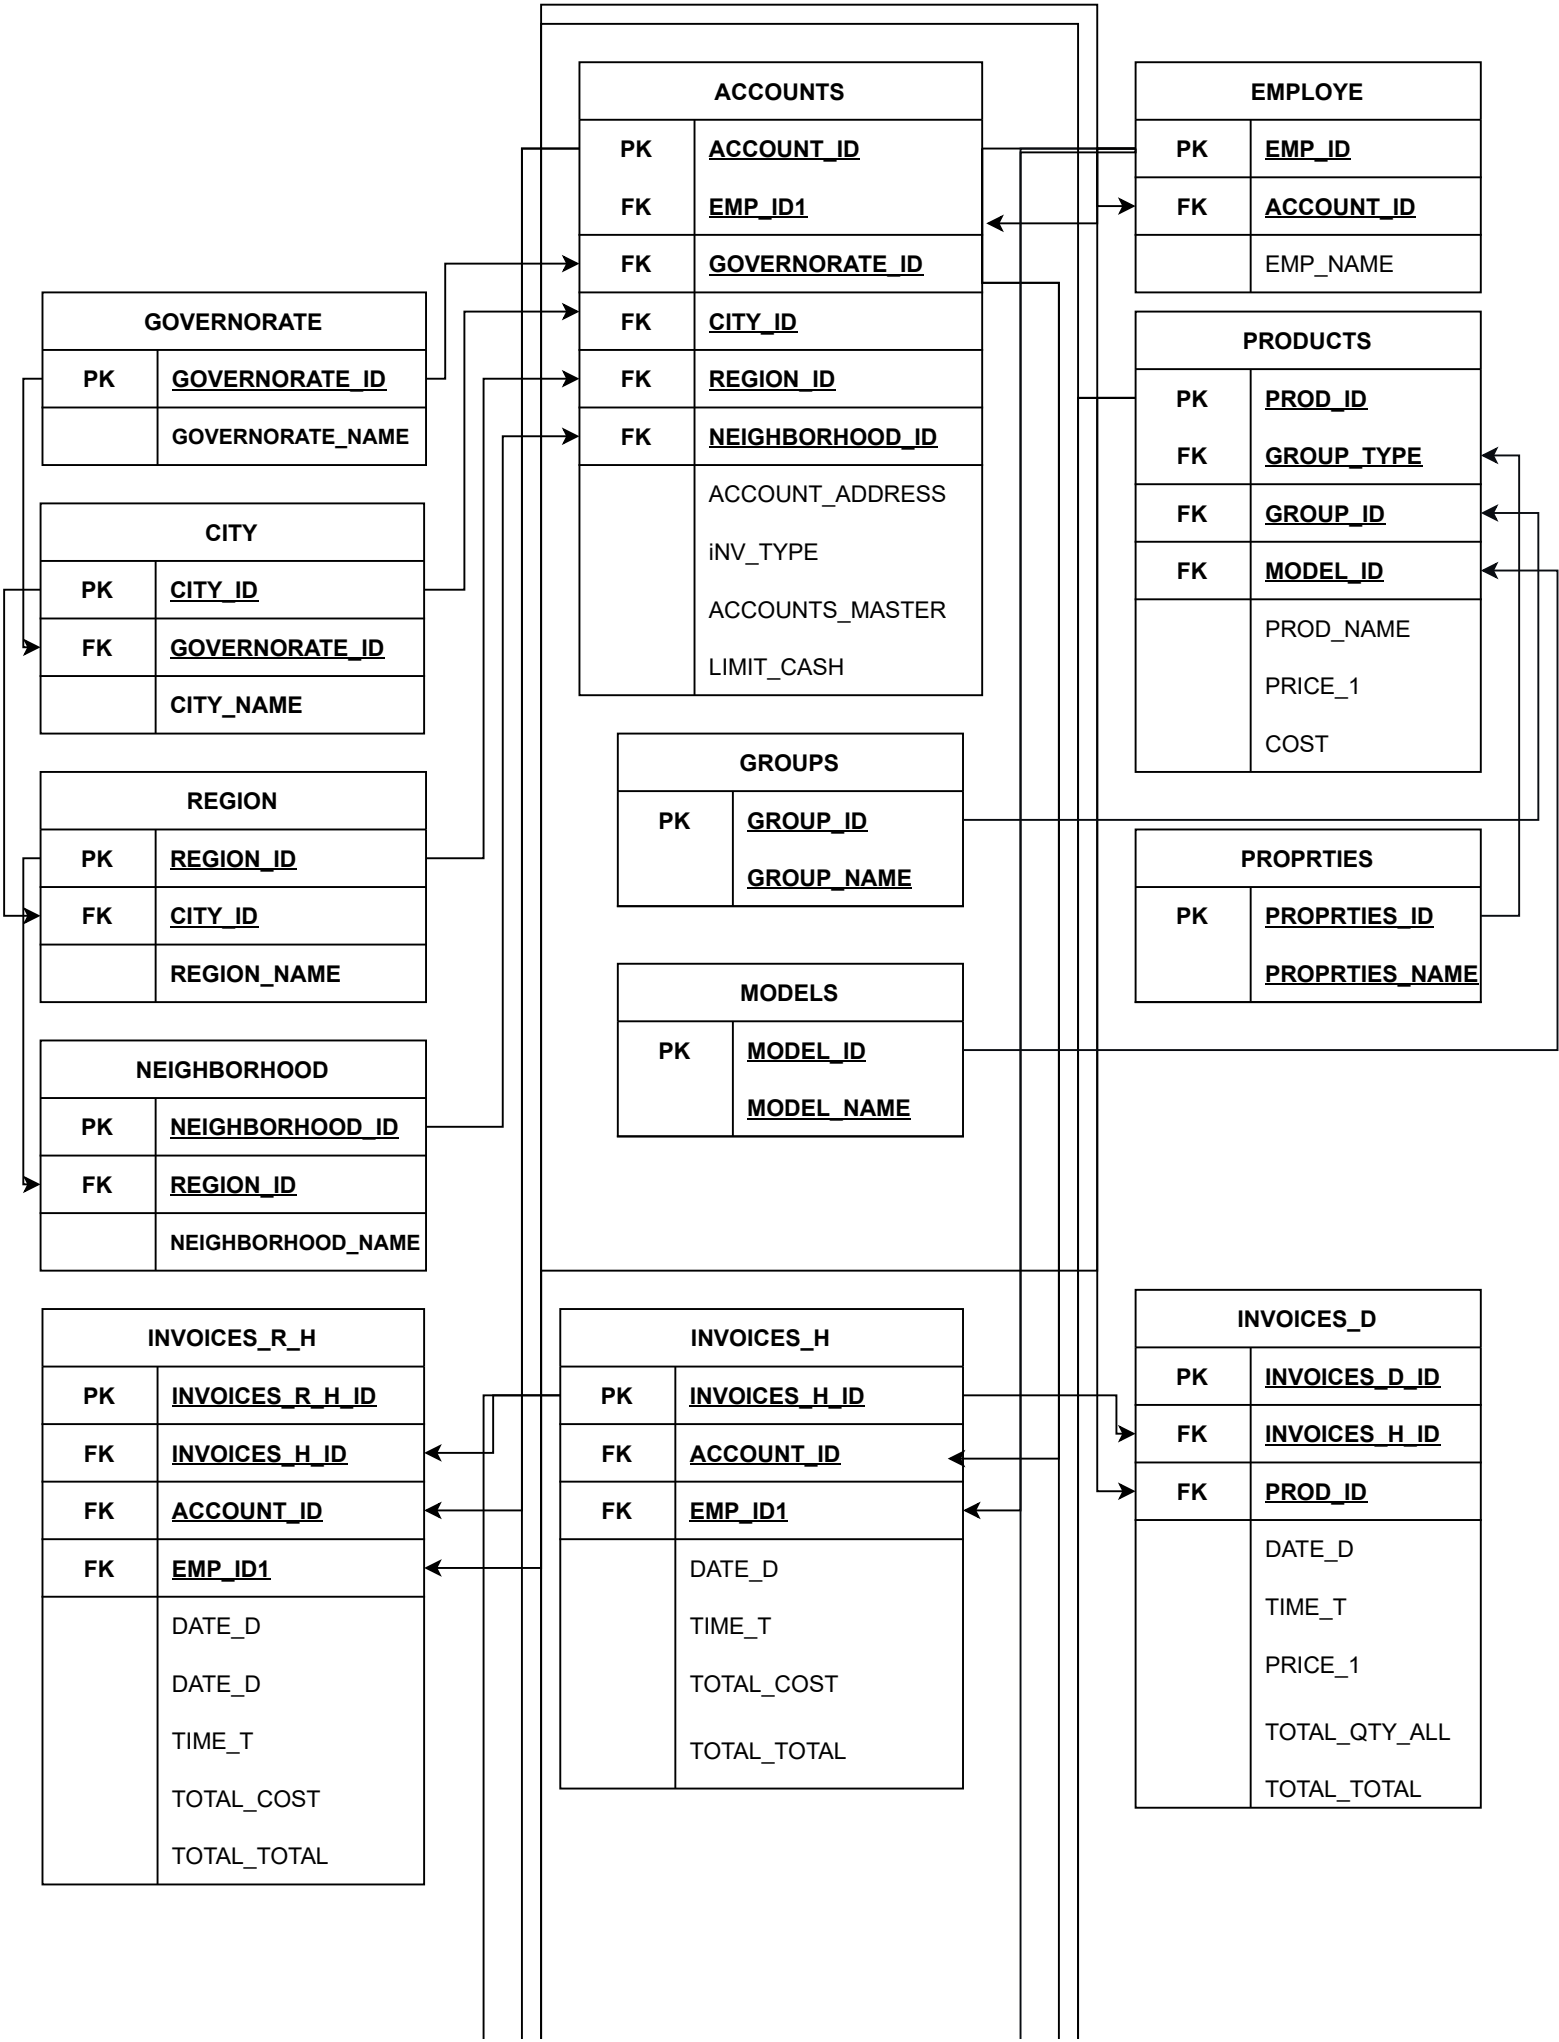 ACCOUNTS
PK ACCOUNT_ID
FK EMP_ID1
FK GOVERNORATE_ID
FK CITY_ID
FK REGION_ID
FK NEIGHBORHOOD_ID
ACCOUNT_ADDRESS
iNV_TYPE
ACCOUNTS_MASTER
LIMIT_CASH
EMPLOYE
PK EMP_ID
FK ACCOUNT_ID
EMP_NAME
GOVERNORATE
PK GOVERNORATE_ID
GOVERNORATE_NAME
PRODUCTS
PK PROD_ID
FK GROUP_TYPE
FK GROUP_ID
FK MODEL_ID
PROD_NAME
PRICE_1
COST
CITY
PK CITY_ID
FK GOVERNORATE_ID
CITY_NAME
GROUPS
PK GROUP_ID
GROUP_NAME
REGION
PK REGION_ID
FK CITY_ID
REGION_NAME
PROPRTIES
PK PROPRTIES_ID
PROPRTIES_NAME
MODELS
PK MODEL_ID
MODEL_NAME
NEIGHBORHOOD
PK NEIGHBORHOOD_ID
FK REGION_ID
NEIGHBORHOOD_NAME
INVOICES_R_H
PK INVOICES_R_H_ID
FK INVOICES_H_ID
FK ACCOUNT_ID
FK EMP_ID1
DATE_D
DATE_D
TIME_T
TOTAL_COST
TOTAL_TOTAL
INVOICES_H
PK INVOICES_H_ID
FK ACCOUNT_ID
FK EMP_ID1
DATE_D
TIME_T
TOTAL_COST
TOTAL_TOTAL
INVOICES_D
PK INVOICES_D_ID
FK INVOICES_H_ID
FK PROD_ID
DATE_D
TIME_T
PRICE_1
TOTAL_QTY_ALL
TOTAL_TOTAL